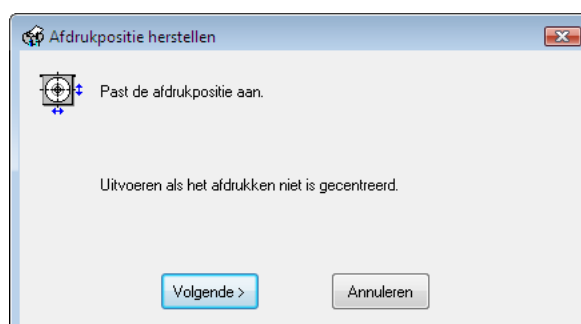 Afdrukpositie herstellen
Past de afdrukpositie aan.
Uitvoeren als het afdrukken niet is gecentreerd.
Volgende >
Annuleren